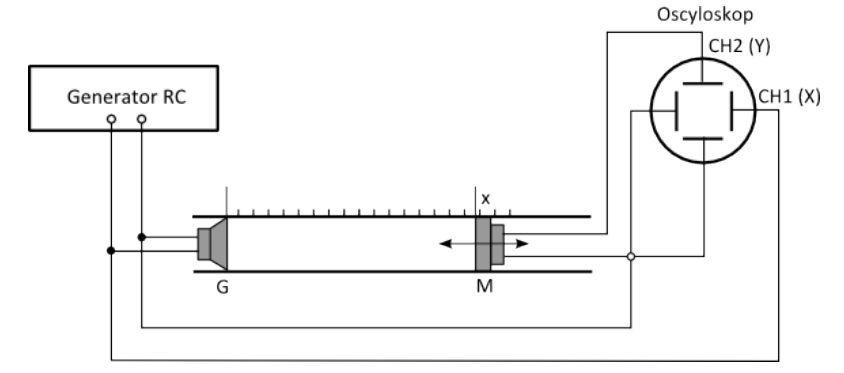 Oscyloskop
CH2 (Y)
Generator RC
CH1 (X)
x
G
M